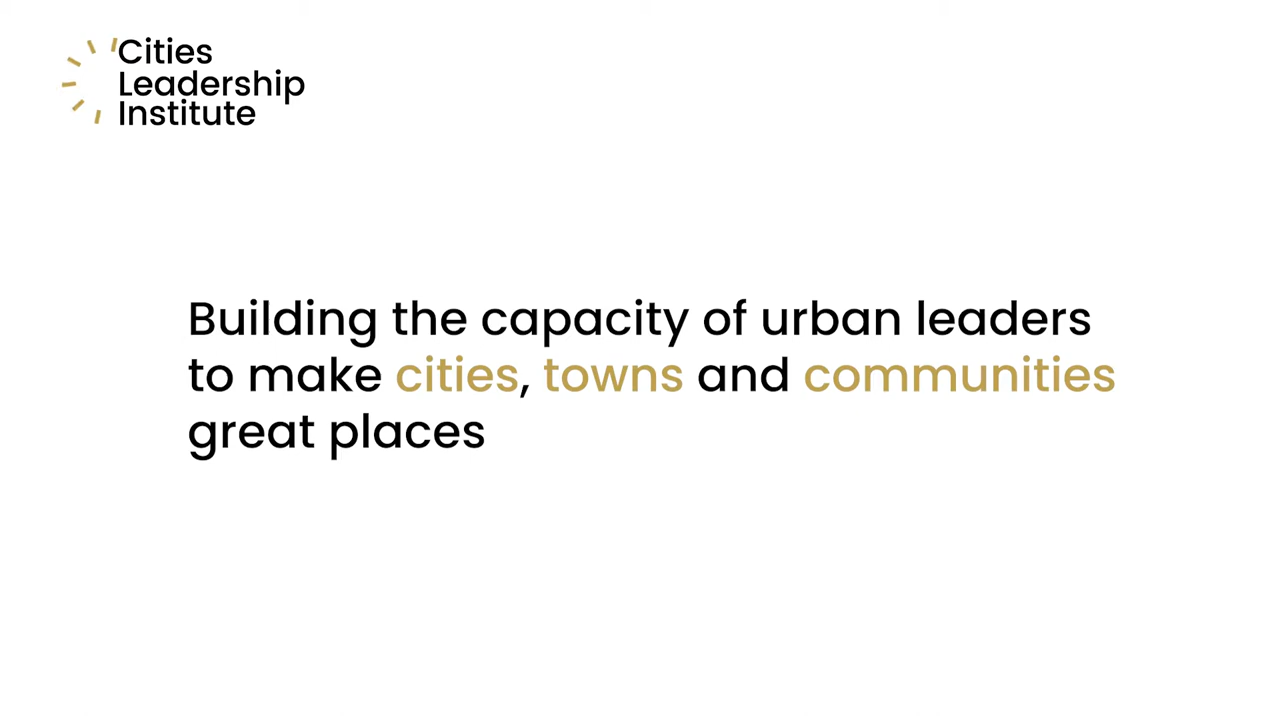 Cities
Leadership
Institute
Building the capacity of urban leaders
to make cities, towns and communities
great places